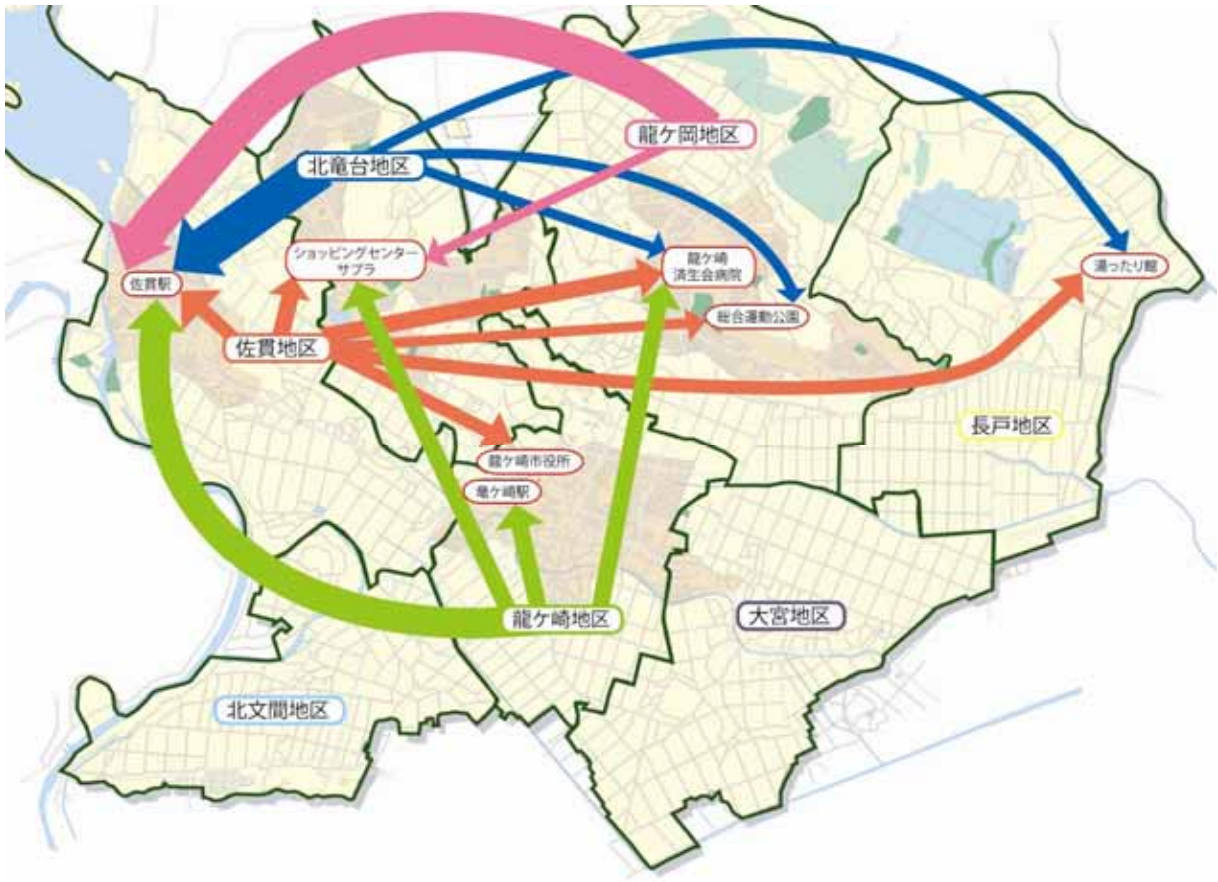 龍ケ岡地区
北竜台地区
ショッピングセンター
サプラ
龍ケ崎
済生会病院
湯ったり館
佐貫駅
総合運動公園
佐貫地区
長戸地区
龍ケ崎市役所
竜ケ崎駅
龍ケ崎地区
大宮地区
北文間地区